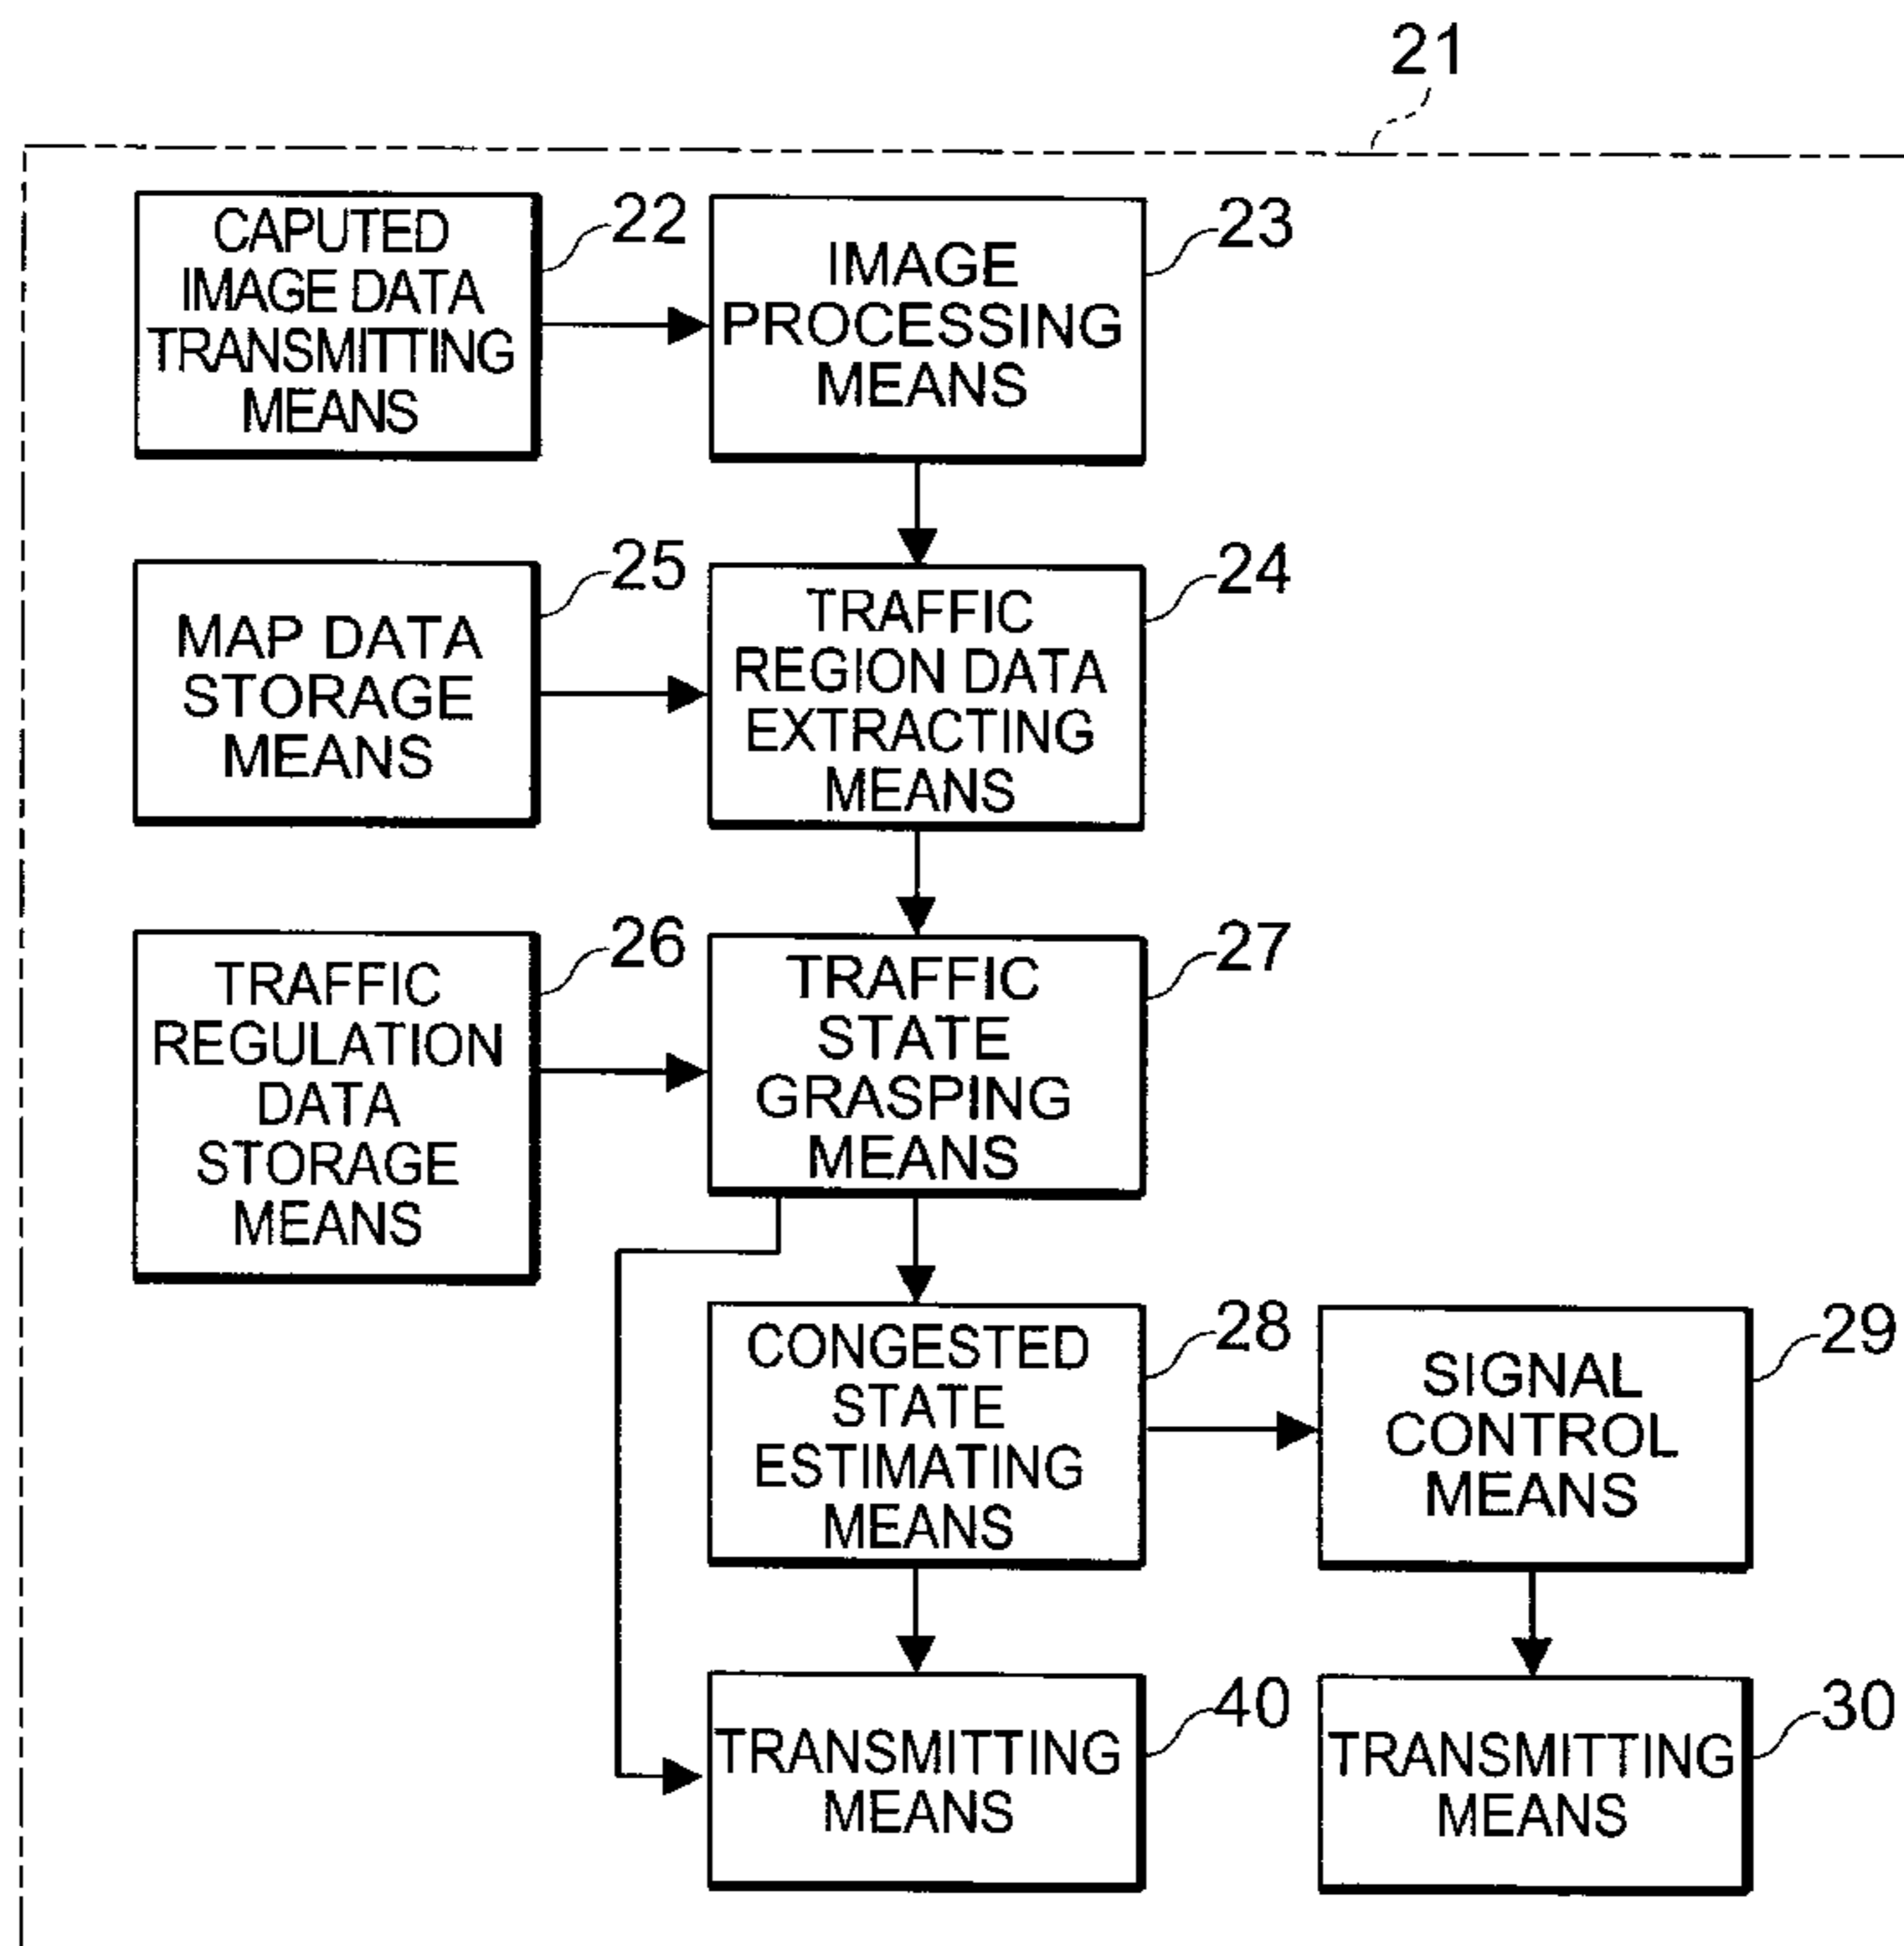 21
CAPUTED
IMAGE DATA
TRANSMITTING
MEANS
22
IMAGE
PROCESSING
MEANS
23
MAP DATA
STORAGE
MEANS
25
TRAFFIC
REGION DATA
EXTRACTING
MEANS
24
TRAFFIC
REGULATION
DATA
STORAGE
MEANS
26
TRAFFIC
STATE
GRASPING
MEANS
27
CONGESTED
STATE
ESTIMATING
MEANS
28
SIGNAL
CONTROL
MEANS
29
TRANSMITTING
MEANS
40
TRANSMITTING
MEANS
30